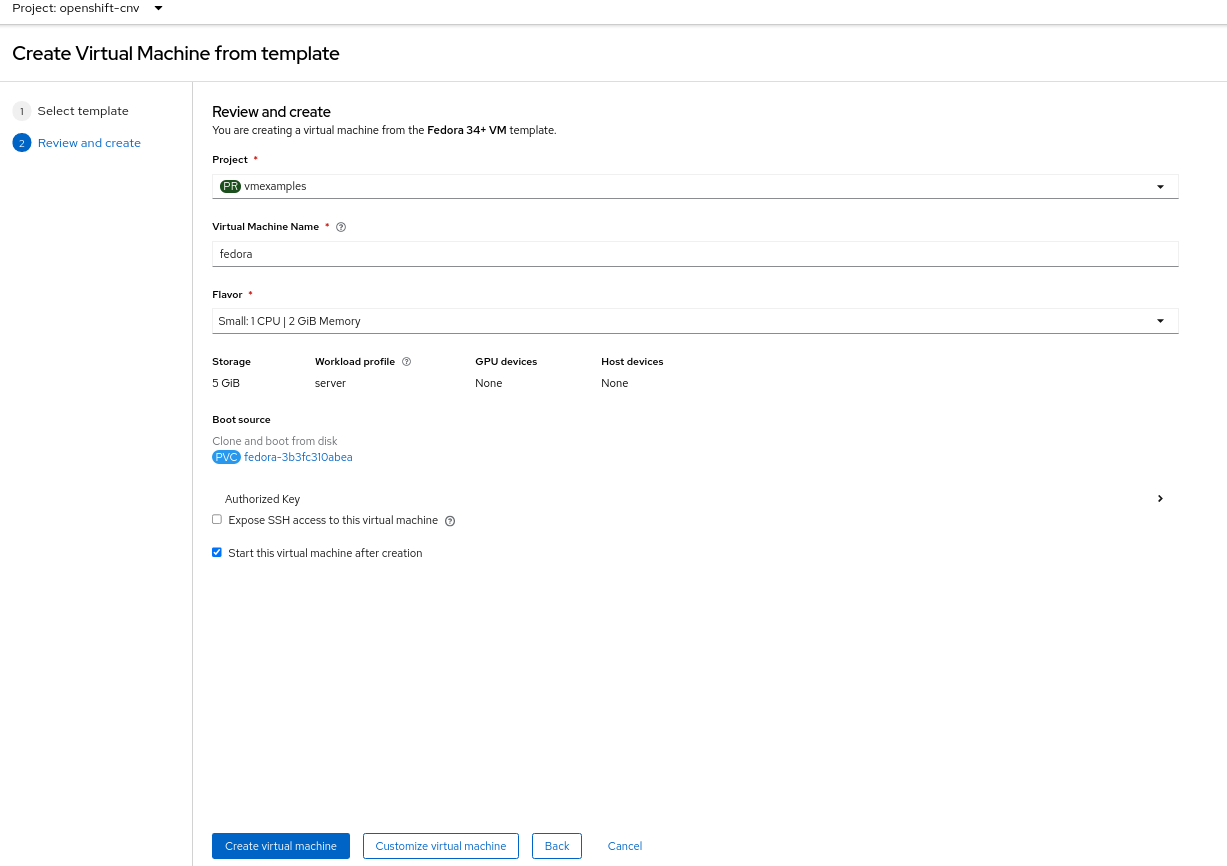 Project: openshift-cnv
Create Virtual Machine from template
1 Select template
2 Review and create
Review and create
You are creating a virtual machine from the Fedora 34+ VM template.
Project *
PR vmexamples
Virtual Machine Name *
fedora
Flavor *
Small: 1 CPU | 2 GiB Memory
Storage Workload profile GPU devices Host devices
5 GiB server None None
Boot source
Clone and boot from disk
PVC fedora-3b3fc310abea
Authorized Key
Expose SSH access to this virtual machine
Start this virtual machine after creation
Create virtual machine Customize virtual machine Back Cancel